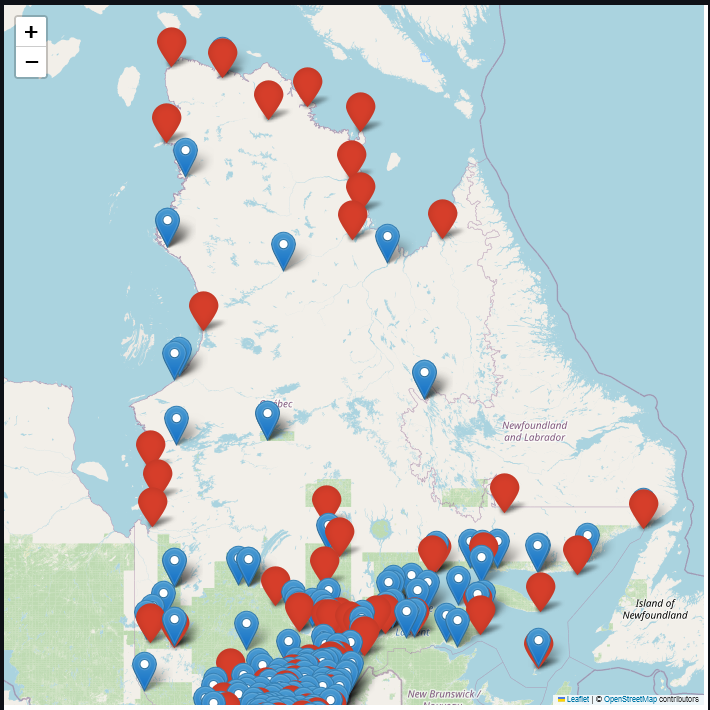 +
−
Québec
Newfoundland
and Labrador
Island of
Newfoundland
New Brunswick /
Leaflet | © OpenStreetMap contributors